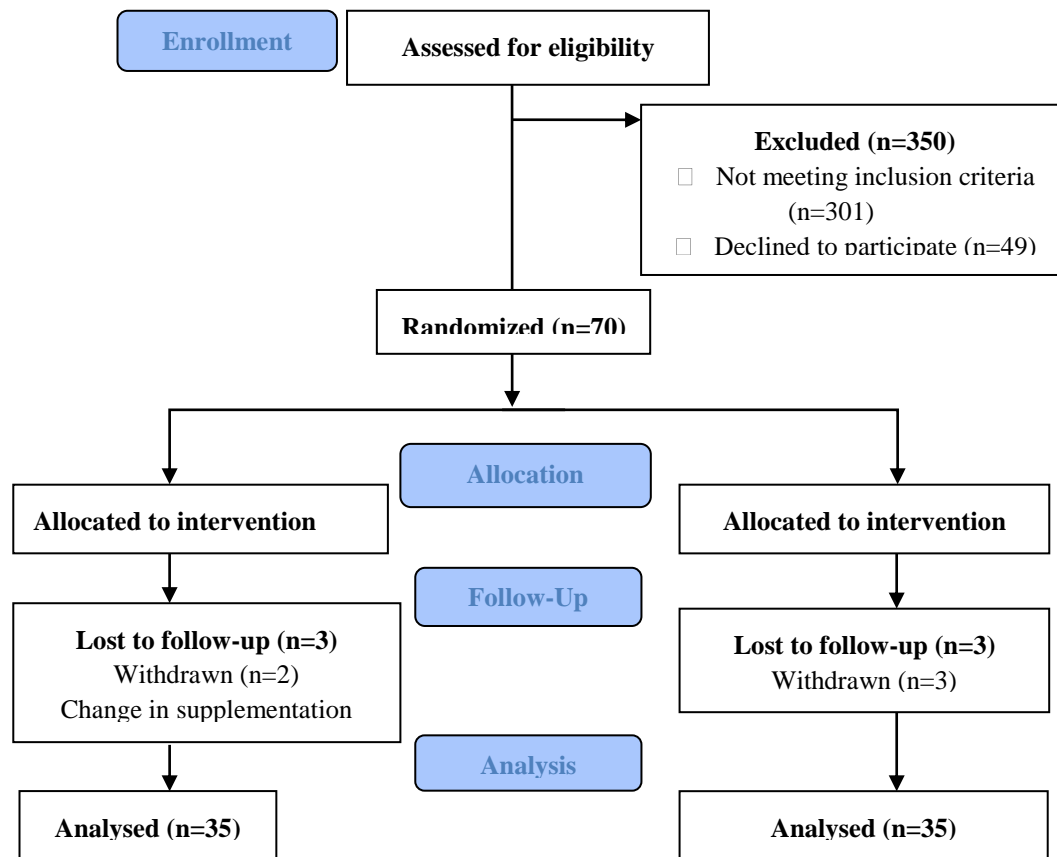 Enrollment
Assessed for eligibility
Excluded (n=350)
Not meeting inclusion criteria
(n=301)
Declined to participate (n=49)
Randomized (n=70)
Allocation
Allocated to intervention
Allocated to intervention
Follow-Up
Lost to follow-up (n=3)
Withdrawn (n=2)
Change in supplementation
Lost to follow-up (n=3)
Withdrawn (n=3)
Analysis
Analysed (n=35)
Analysed (n=35)